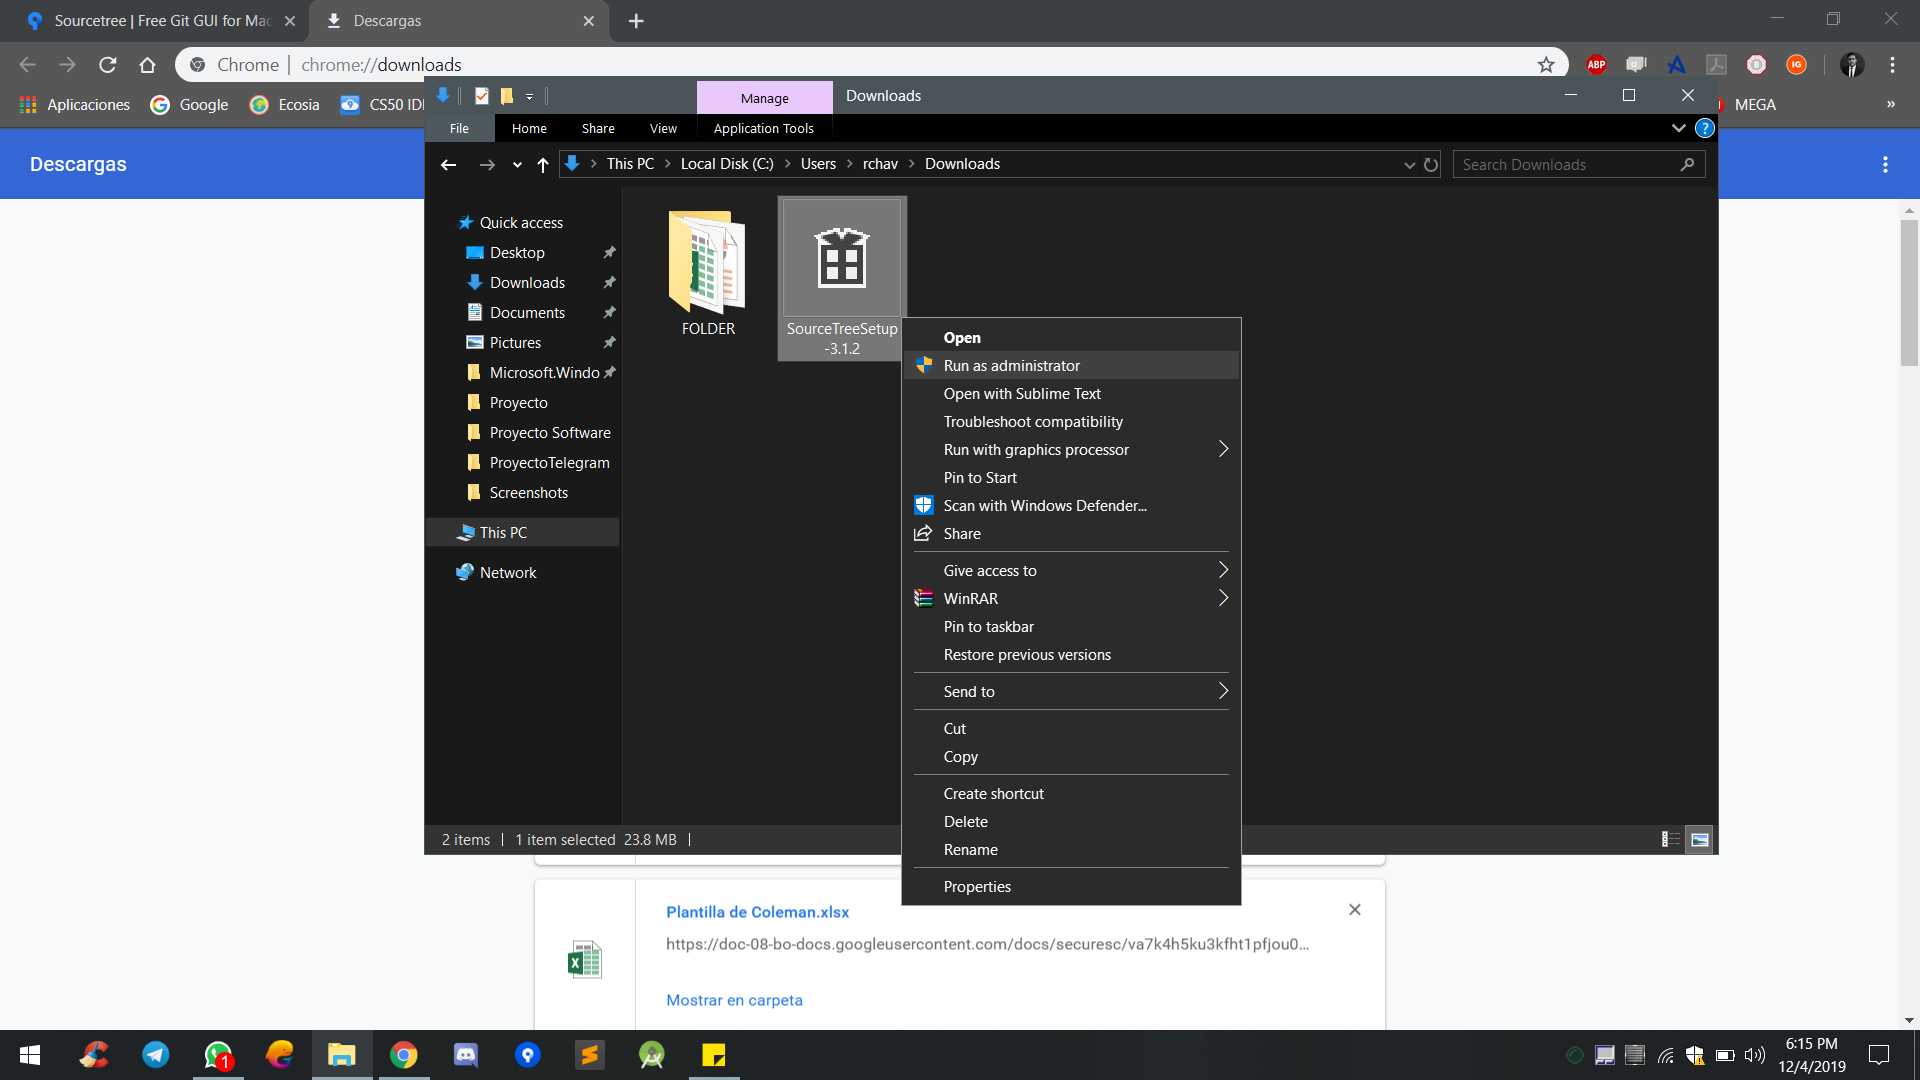 Sourcetree | Free Git GUI for Mac
Descargas
Chrome | chrome://downloads
ABP
IG
Aplicaciones
Google
Ecosia
CS50 IDE
MEGA
»
Descargas
Manage
Downloads
File
Home
Share
View
Application Tools
This PC > Local Disk (C:) > Users > rchav > Downloads
Search Downloads
Quick access
Desktop
Downloads
Documents
Pictures
Microsoft.Windo
Proyecto
Proyecto Software
ProyectoTelegram
Screenshots
This PC
Network
FOLDER
SourceTreeSetup
-3.1.2
Open
Run as administrator
Open with Sublime Text
Troubleshoot compatibility
Run with graphics processor
Pin to Start
Scan with Windows Defender...
Share
Give access to
WinRAR
Pin to taskbar
Restore previous versions
Send to
Cut
Copy
Create shortcut
Delete
Rename
Properties
2 items
1 item selected 23.8 MB
Plantilla de Coleman.xlsx
https://doc-08-bo-docs.googleusercontent.com/docs/securesc/va7k4h5ku3kfht1pfjou0...
Mostrar en carpeta
1
6:15 PM
12/4/2019